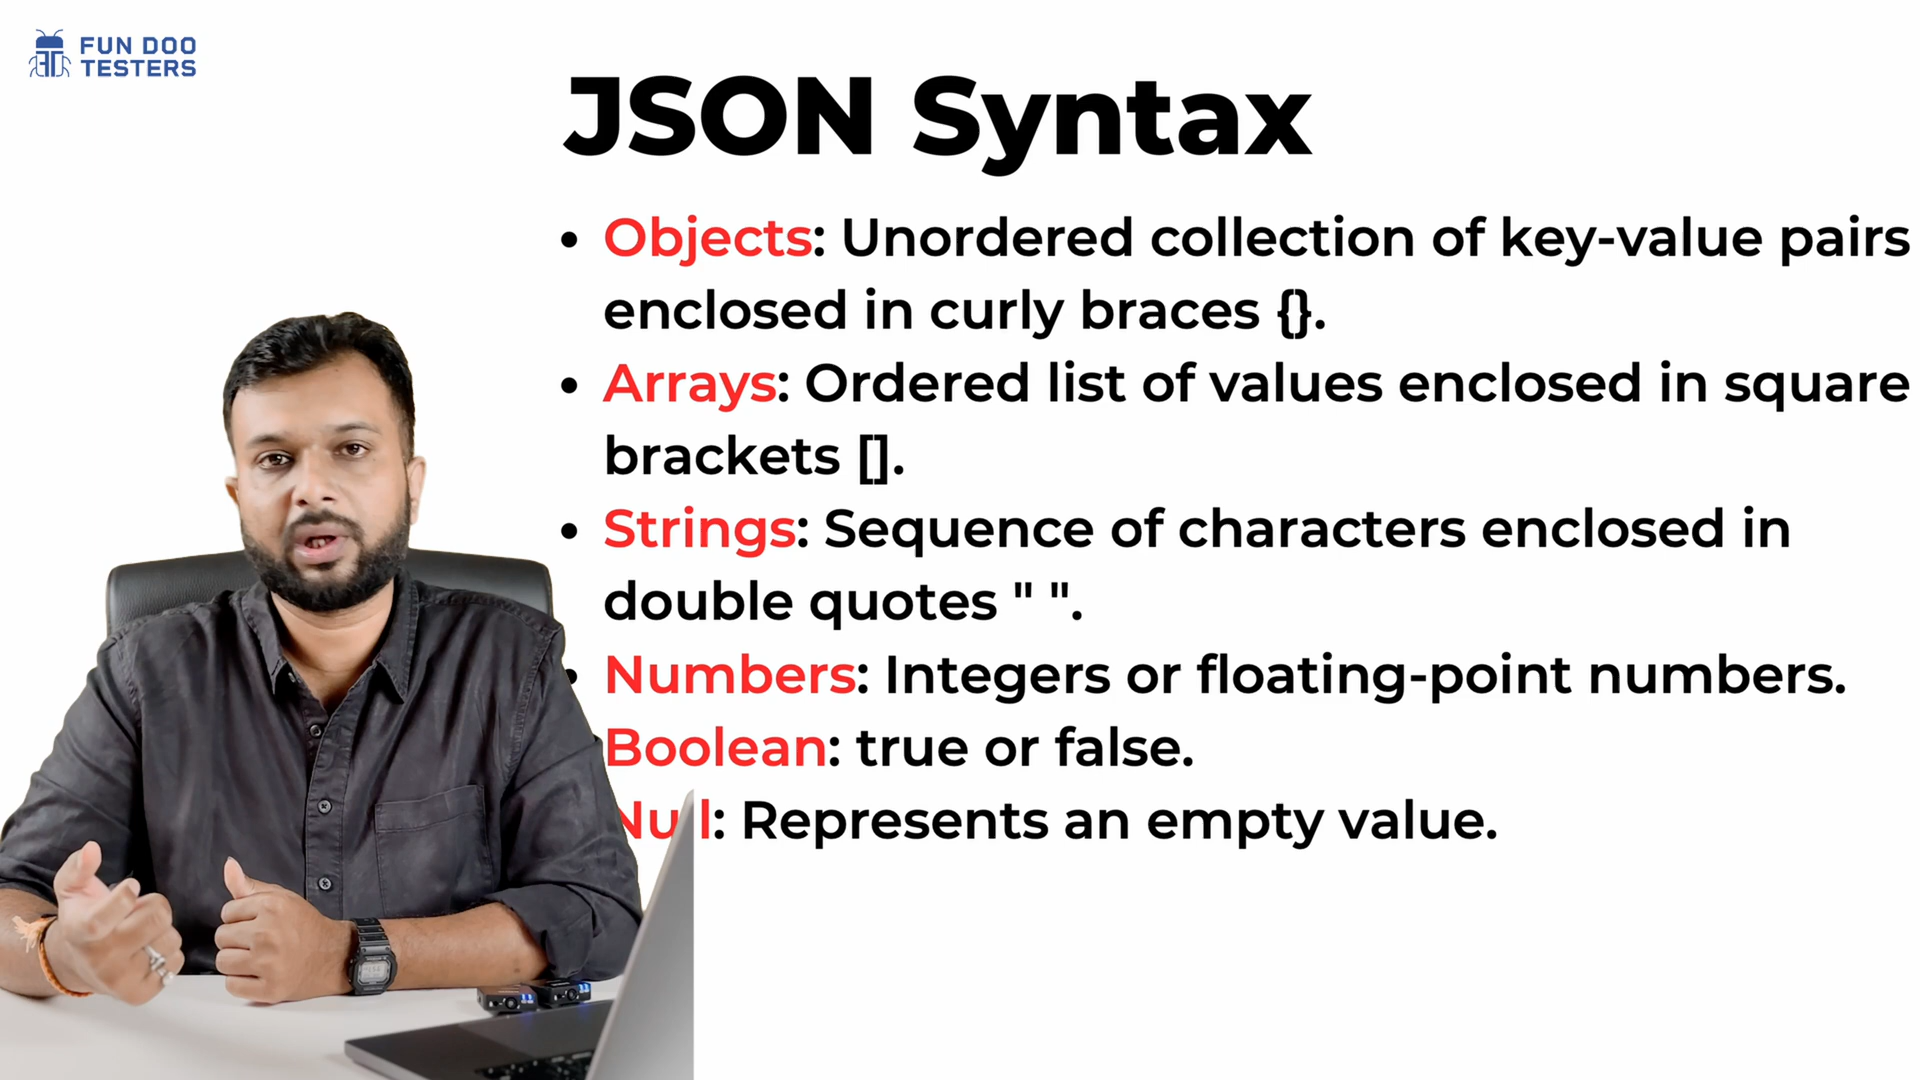 FUN DOO
TESTERS
JSON Syntax
• Objects: Unordered collection of key-value pairs
enclosed in curly braces {}.
• Arrays: Ordered list of values enclosed in square
brackets [].
• Strings: Sequence of characters enclosed in
double quotes " ".
• Numbers: Integers or floating-point numbers.
Boolean: true or false.
Null: Represents an empty value.